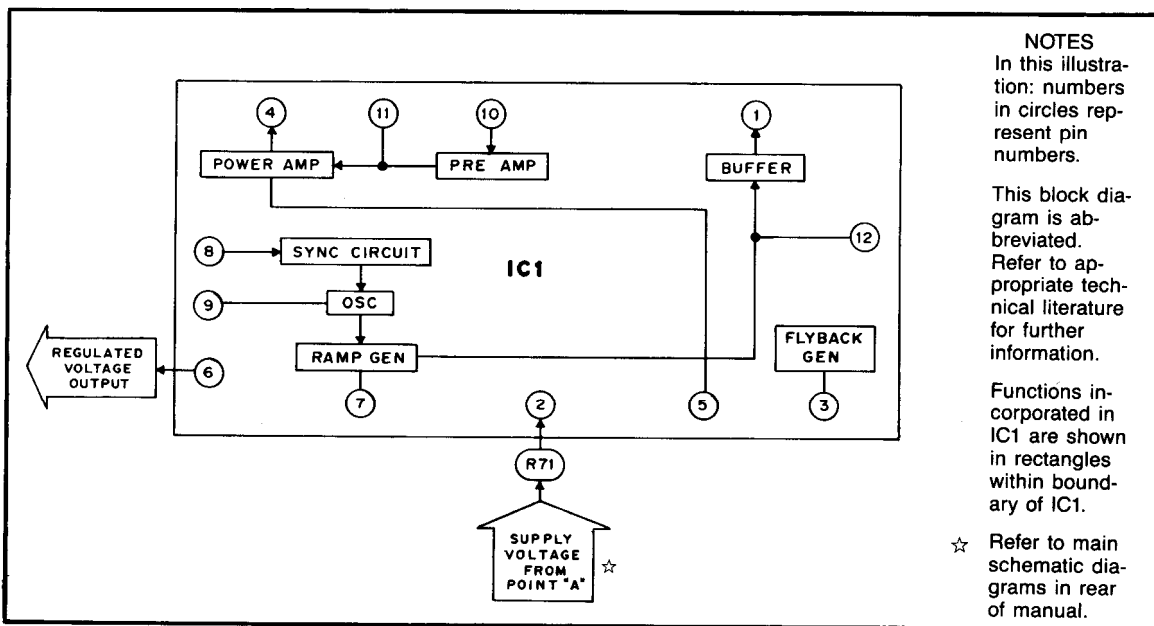 4
11
10
1
POWER AMP
PRE AMP
BUFFER
12
8
SYNC CIRCUIT
IC1
9
OSC
RAMP GEN
FLYBACK
GEN
REGULATED
VOLTAGE
OUTPUT
6
7
2
5
3
R71
SUPPLY
VOLTAGE
FROM
POINT "A"
☆
NOTES
In this illustra-
tion: numbers
in circles rep-
resent pin
numbers.
This block dia-
gram is ab-
breviated.
Refer to ap-
propriate tech-
nical literature
for further
information.
Functions in-
corporated in
IC1 are shown
in rectangles
within bound-
ary of IC1.
☆ Refer to main
schematic dia-
grams in rear
of manual.